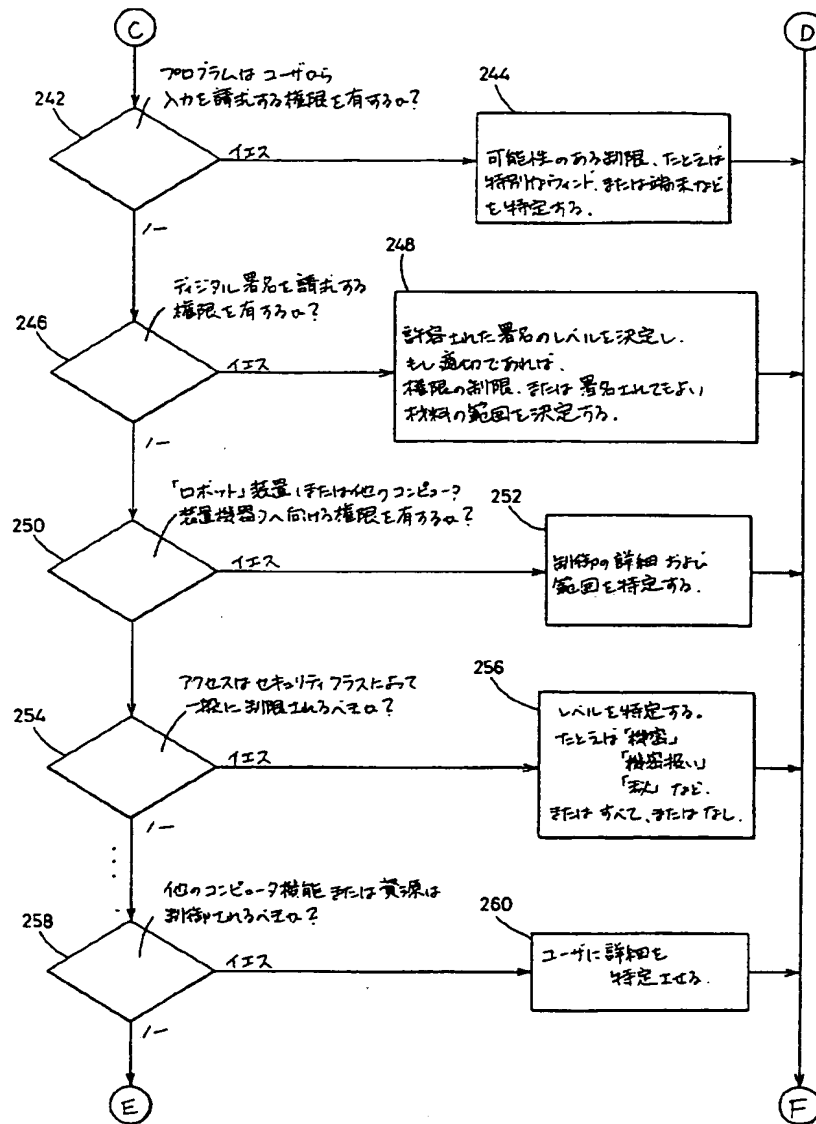 C
D
プログラムは ユーザから
入力を請求する権限を有するか?
242
イエス
244
可能性のある制限、たとえば
特別なウィンド、または端末など
を特定する.
ノー
ディジタル署名を請求する
権限を有するか?
246
イエス
248
許容された署名のレベルを決定し、
もし適切であれば、
権限の制限、または署名されてもよい
材料の範囲を決定する.
ノー
「ロボット」装置(または他のコンピュータ
装置機器)へ向ける権限を有するか?
250
イエス
252
制御の詳細 および
範囲を特定する.
アクセスは セキュリティクラスによって
一般に制限されるべきか?
254
イエス
256
レベルを特定する.
たとえば「機密」
「機密扱い」
など.
または すべて、または なし.
ノー
他のコンピュータ機能 または 資源は
制御されるべきか?
258
イエス
260
ユーザに詳細を
特定させる.
ノー
E
F